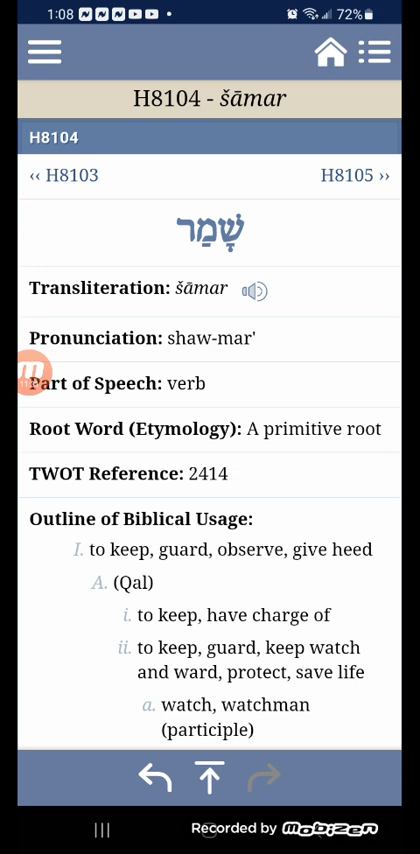 1:08 72%
H8104 - šāmar
H8104
‹‹ H8103 H8105 ››
שָׁמַר
Transliteration: šāmar
Pronunciation: shaw-mar'
Part of Speech: verb
Root Word (Etymology): A primitive root
TWOT Reference: 2414
Outline of Biblical Usage:
I. to keep, guard, observe, give heed
A. (Qal)
i. to keep, have charge of
ii. to keep, guard, keep watch
and ward, protect, save life
a. watch, watchman
(participle)
Recorded by Mobizen